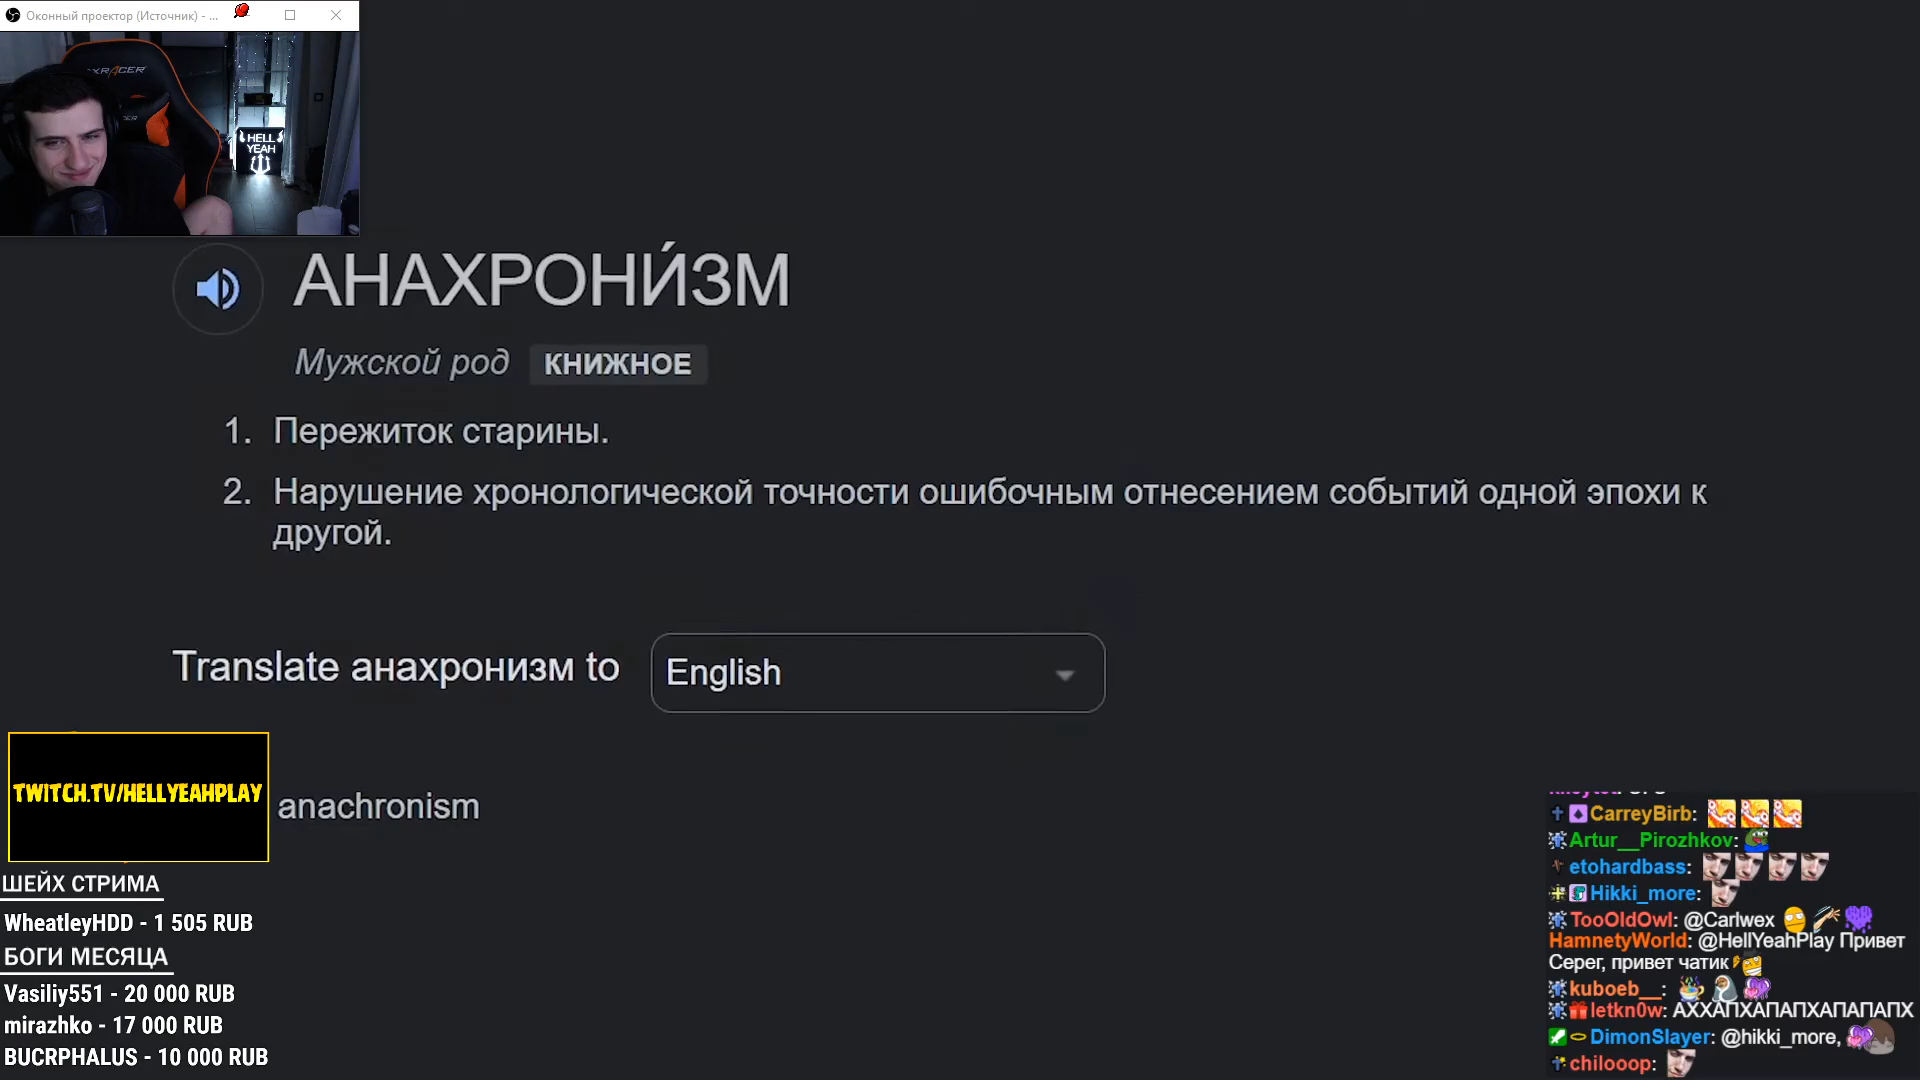 Оконный проектор (Источник) - ...
XRACER
HELL
YEAH
АНАХРОНИ́ЗМ
Мужской род КНИЖНОЕ
1. Пережиток старины.
2. Нарушение хронологической точности ошибочным отнесением событий одной эпохи к
другой.
Translate анахронизм to English
TWITCH.TV/HELLYEAHPLAY
anachronism
ШЕЙХ СТРИМА
WheatleyHDD - 1 505 RUB
БОГИ МЕСЯЦА
Vasiliy551 - 20 000 RUB
mirazhko - 17 000 RUB
BUCRPHALUS - 10 000 RUB
CarreyBirb:
Artur__Pirozhkov:
etohardbass:
Hikki_more:
TooOldOwl: @Carlwex
HamnetyWorld: @HellYeahPlay Привет
Серег, привет чатик
kuboeb__:
letkn0w: АХХАПХАПАПХАПАПАПХ
DimonSlayer: @hikki_more,
chilooop: